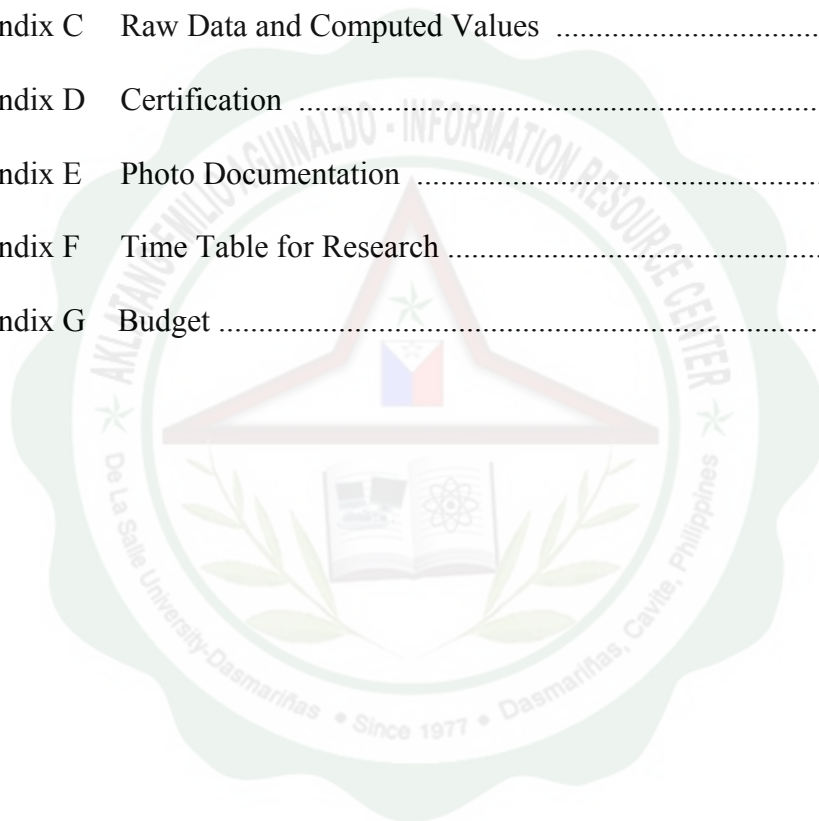 ndix C Raw Data and Computed Values ....................................
ndix D Certification ........................................................................
ndix E Photo Documentation ........................................................
ndix F Time Table for Research ....................................................
ndix G Budget ...................................................................................
AKLATANG EMILIO AGUINALDO - INFORMATION RESOURCE CENTER
De La Salle University-Dasmariñas • Since 1977 • Dasmariñas, Cavite, Philippines